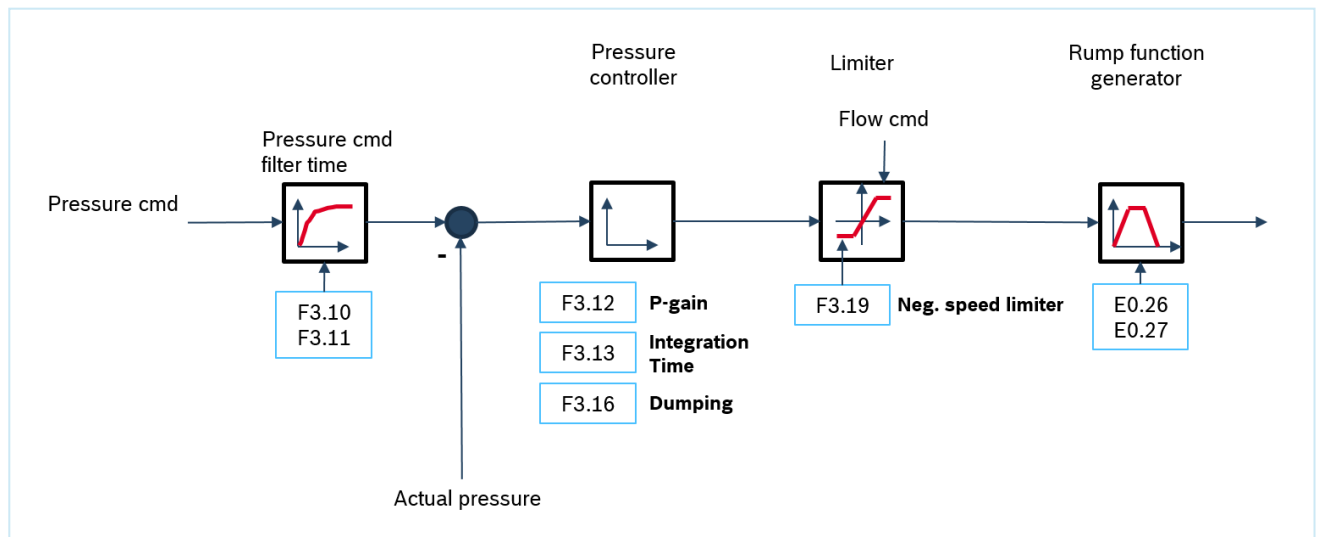 Pressure
controller
Limiter
Rump function
generator
Flow cmd
Pressure cmd
filter time
Pressure cmd
-
F3.10
F3.11
F3.12
P-gain
F3.13
Integration
Time
F3.16
Dumping
F3.19
Neg. speed limiter
E0.26
E0.27
Actual pressure